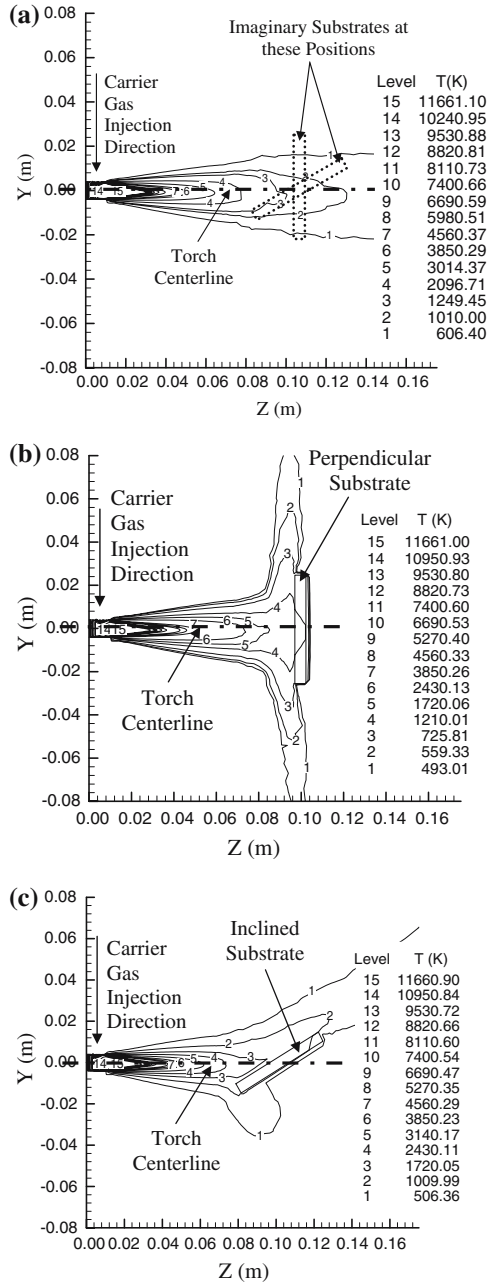 (a)
0.08
0.06
0.04
0.02
0.00
-0.02
-0.04
-0.06
-0.08
Y (m)
Carrier
Gas
Injection
Direction
Imaginary Substrates at
these Positions
Torch
Centerline
Level T(K)
15 11661.10
14 10240.95
13 9530.88
12 8820.81
11 8110.73
10 7400.66
9 6690.59
8 5980.51
7 4560.37
6 3850.29
5 3014.37
4 2096.71
3 1249.45
2 1010.00
1 606.40
0.00 0.02 0.04 0.06 0.08 0.10 0.12 0.14 0.16
Z (m)
(b)
0.08
0.06
0.04
0.02
0.00
-0.02
-0.04
-0.06
-0.08
Y (m)
Carrier
Gas
Injection
Direction
Perpendicular
Substrate
Torch
Centerline
Level T (K)
15 11661.00
14 10950.93
13 9530.80
12 8820.73
11 7400.60
10 6690.53
9 5270.40
8 4560.33
7 3850.26
6 2430.13
5 1720.06
4 1210.01
3 725.81
2 559.33
1 493.01
0.00 0.02 0.04 0.06 0.08 0.10 0.12 0.14 0.16
Z (m)
(c)
0.08
0.06
0.04
0.02
0.00
-0.02
-0.04
-0.06
-0.08
Y (m)
Carrier
Gas
Injection
Direction
Inclined
Substrate
Torch
Centerline
Level T (K)
15 11660.90
14 10950.84
13 9530.72
12 8820.66
11 8110.60
10 7400.54
9 6690.47
8 5270.35
7 4560.29
6 3850.23
5 3140.17
4 2430.11
3 1720.05
2 1009.99
1 506.36
0.00 0.02 0.04 0.06 0.08 0.10 0.12 0.14 0.16
Z (m)